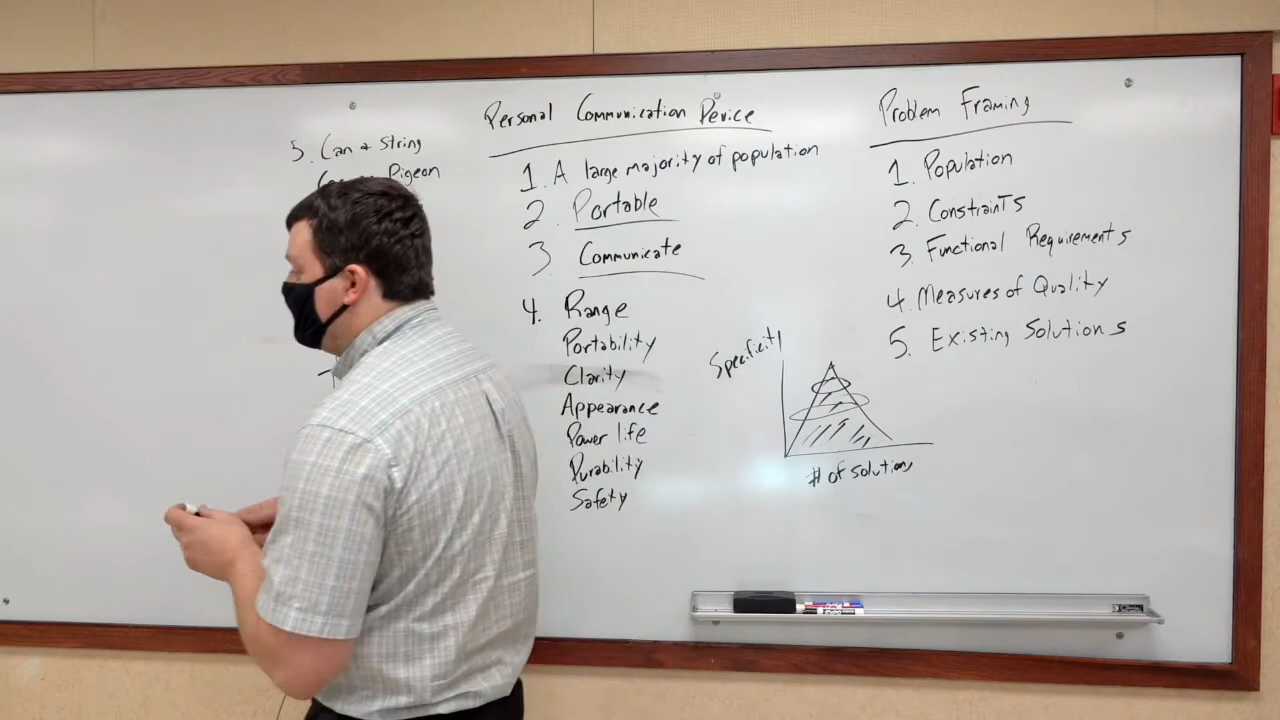 5. Can & String
Pigeon
Personal Communication Device
1. A large majority of population
2. Portable
3 Communicate
4. Range
Portability
Clarity
Appearance
Power life
Durability
Safety
Problem Framing
1. Population
2. Constraints
3. Functional Requirements
4. Measures of Quality
5. Existing Solutions
Specificity
# of solutions